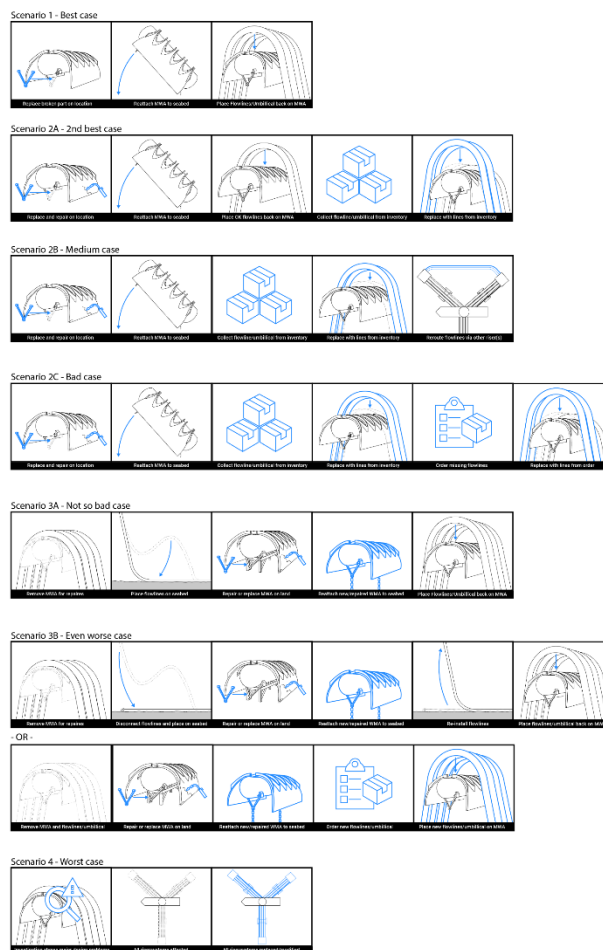 Scenario 1 - Best case
Replace broken part on location
Reattach MWA to seabed
Place Flowlines/Umbilical back on MWA
Scenario 2A - 2nd best case
Replace and repair on location
Reattach MWA to seabed
Place OK flowlines back on MWA
Collect flowline/umbilical from inventory
Replace with lines from inventory
Scenario 2B - Medium case
Replace and repair on location
Reattach MWA to seabed
Collect flowline/umbilical from inventory
Replace with lines from inventory
Reroute flowlines via other riser(s)
Scenario 2C - Bad case
Replace and repair on location
Reattach MWA to seabed
Collect flowline/umbilical from inventory
Replace with lines from inventory
Order missing flowlines
Replace with lines from order
Scenario 3A - Not so bad case
Remove MWA for repairs
Place flowlines on seabed
Repair or replace MWA on land
Reattach new/repaired MWA to seabed
Place Flowlines/Umbilical back on MWA
Scenario 3B - Even worse case
Remove MWA for repairs
Disconnect flowlines and place on seabed
Repair or replace MWA on land
Reattach new/repaired MWA to seabed
Re-install flowlines
Place flowlines/umbilical back on MWA
- OR -
Remove MWA and flowlines/umbilical
Repair or replace MWA on land
Reattach new/repaired MWA to seabed
Order new flowlines/umbilical
Place new flowlines/umbilical on MWA
Scenario 4 - Worst case